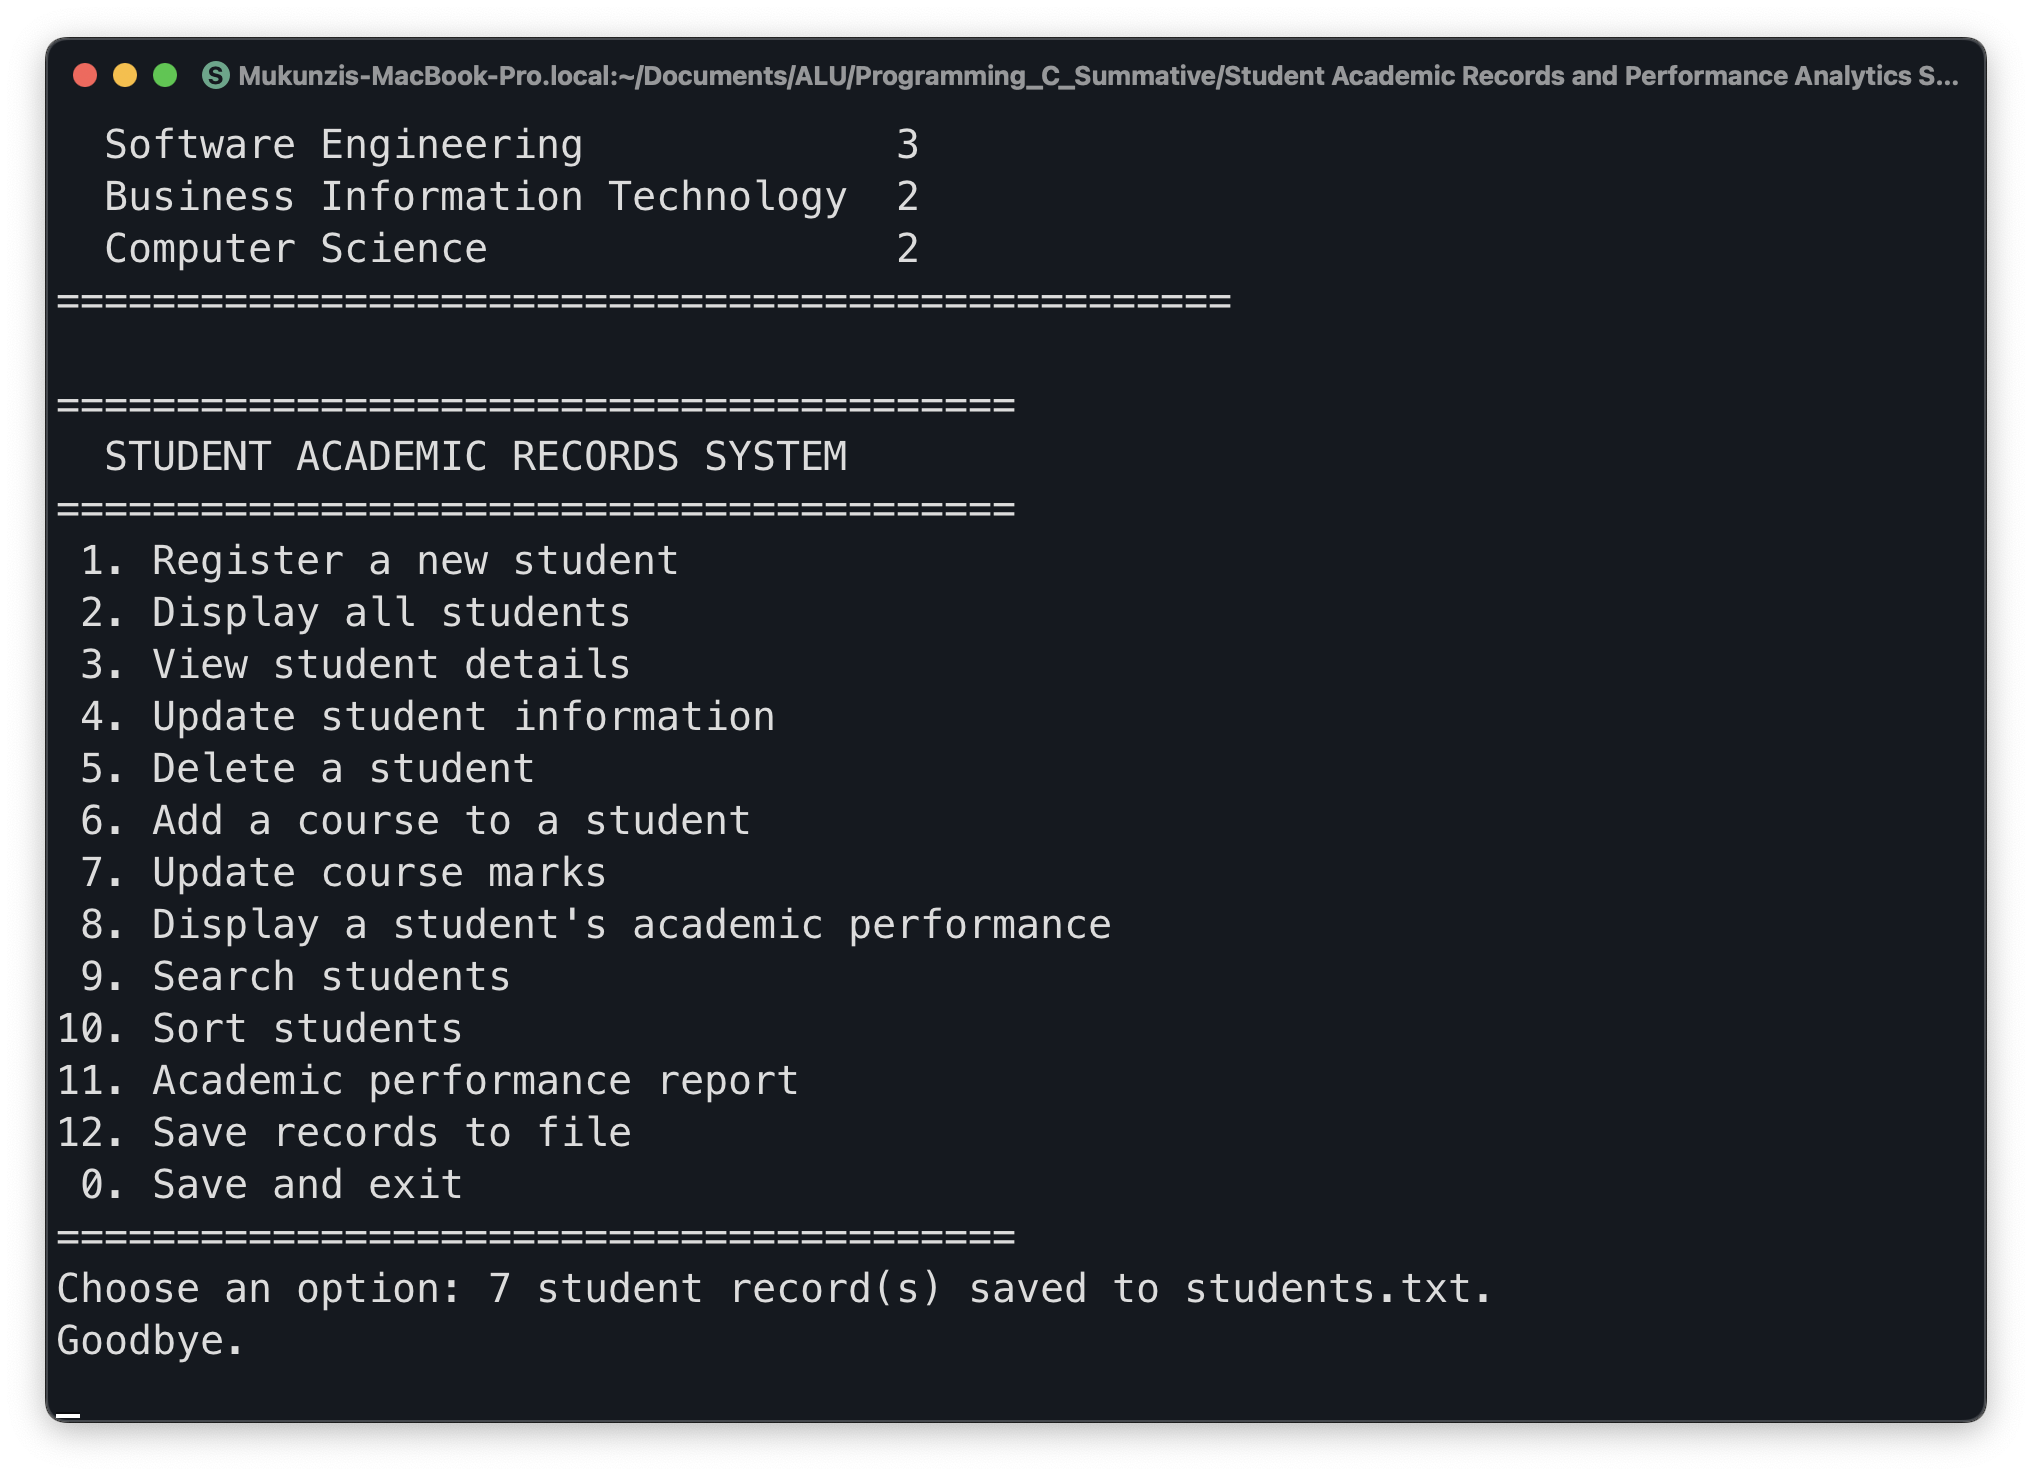 Mukunzis-MacBook-Pro.local:~/Documents/ALU/Programming_C_Summative/Student Academic Records and Performance Analytics S...
  Software Engineering             3
  Business Information Technology  2
  Computer Science                 2
=================================================

========================================
  STUDENT ACADEMIC RECORDS SYSTEM
========================================
 1. Register a new student
 2. Display all students
 3. View student details
 4. Update student information
 5. Delete a student
 6. Add a course to a student
 7. Update course marks
 8. Display a student's academic performance
 9. Search students
10. Sort students
11. Academic performance report
12. Save records to file
 0. Save and exit
========================================
Choose an option: 7 student record(s) saved to students.txt.
Goodbye.